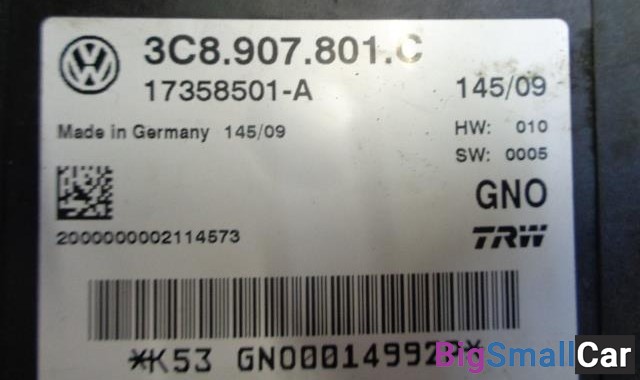 3C8.907.801.C
17358501-A 145/09
Made in Germany 145/09 HW: 010
SW: 0005
GNO
2000000002114573 TRW
*K53
BigSmallCar